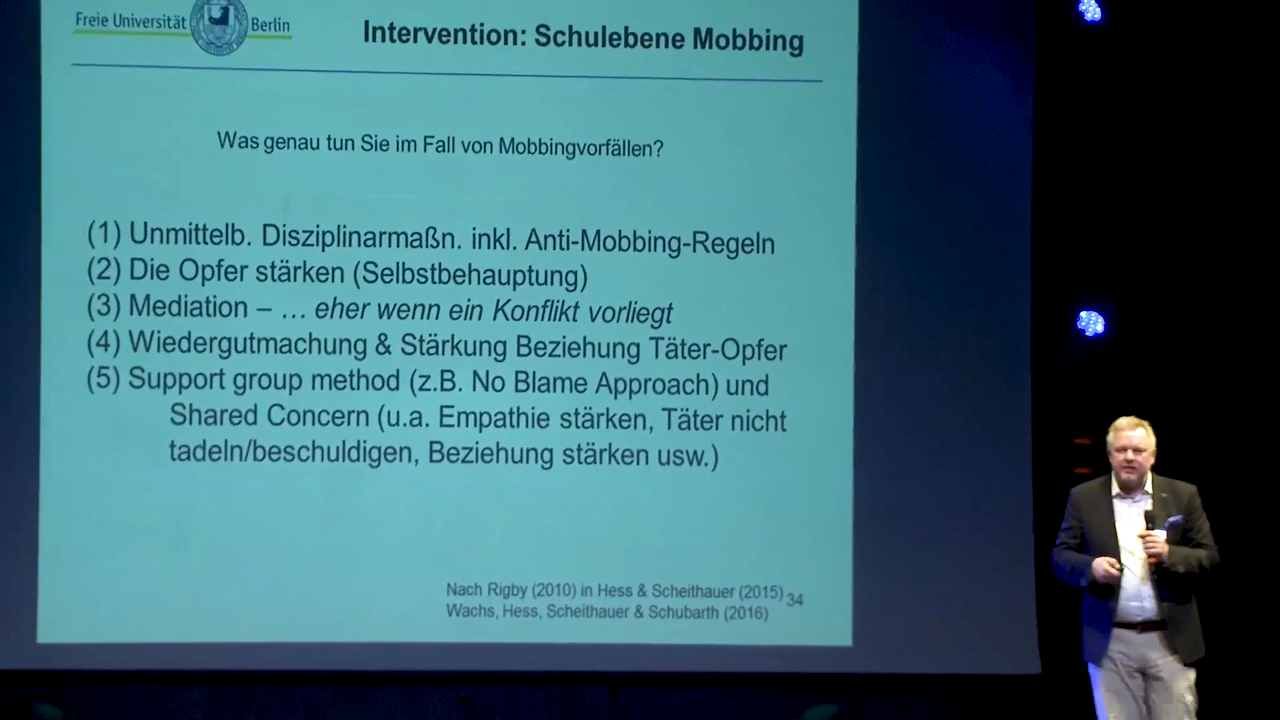 Freie Universität Berlin
Intervention: Schulebene Mobbing
Was genau tun Sie im Fall von Mobbingvorfällen?
(1) Unmittelb. Disziplinarmaßn. inkl. Anti-Mobbing-Regeln
(2) Die Opfer stärken (Selbstbehauptung)
(3) Mediation – … eher wenn ein Konflikt vorliegt
(4) Wiedergutmachung & Stärkung Beziehung Täter-Opfer
(5) Support group method (z.B. No Blame Approach) und
Shared Concern (u.a. Empathie stärken, Täter nicht
tadeln/beschuldigen, Beziehung stärken usw.)
Nach Rigby (2010) in Hess & Scheithauer (2015)
Wachs, Hess, Scheithauer & Schubarth (2016)
34